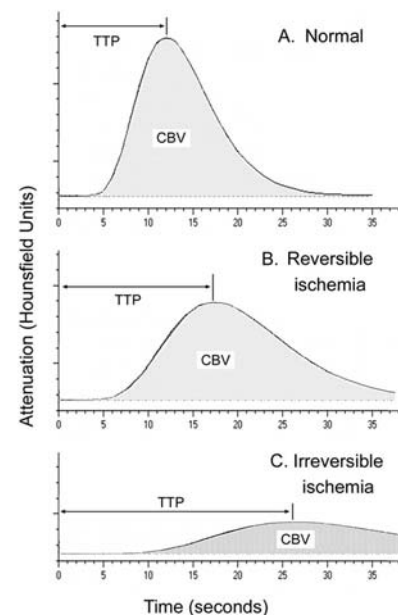 TTP
A. Normal
CBV
0 5 10 15 20 25 30 35
TTP
B. Reversible
ischemia
CBV
0 5 10 15 20 25 30 35
C. Irreversible
ischemia
TTP
CBV
0 5 10 15 20 25 30 35
Attenuation (Hounsfield Units)
Time (seconds)